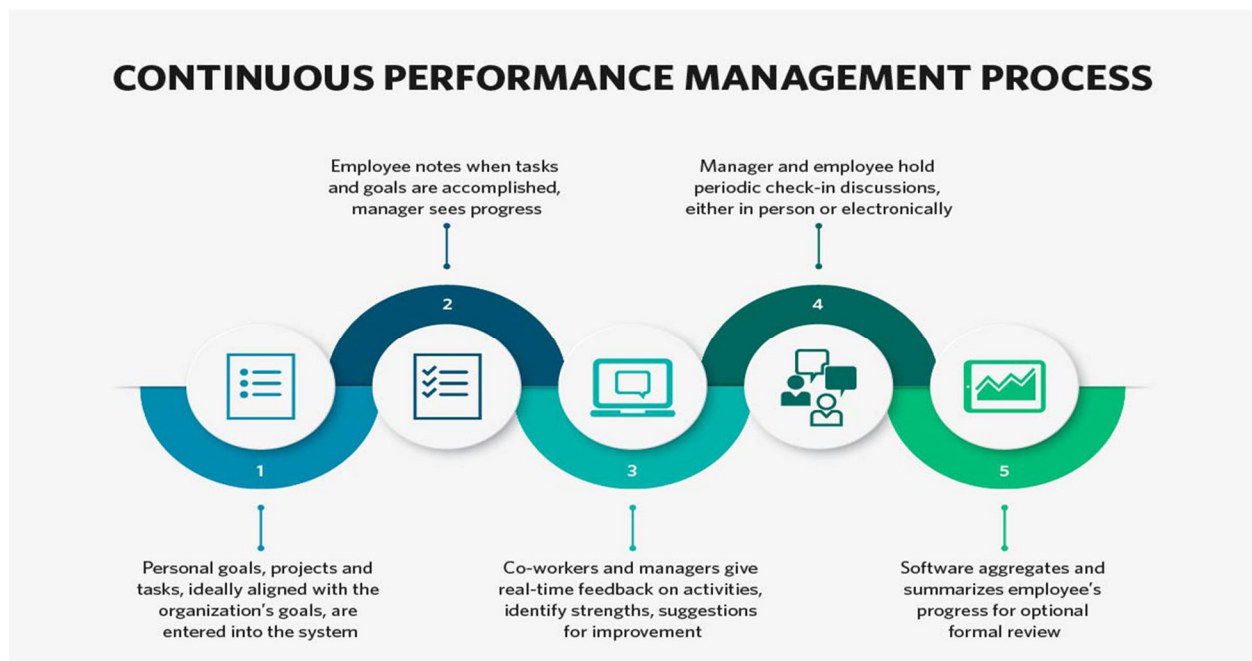 CONTINUOUS PERFORMANCE MANAGEMENT PROCESS
1
Personal goals, projects and
tasks, ideally aligned with the
organization's goals, are
entered into the system
2
Employee notes when tasks
and goals are accomplished,
manager sees progress
3
Co-workers and managers give
real-time feedback on activities,
identify strengths, suggestions
for improvement
4
Manager and employee hold
periodic check-in discussions,
either in person or electronically
5
Software aggregates and
summarizes employee's
progress for optional
formal review